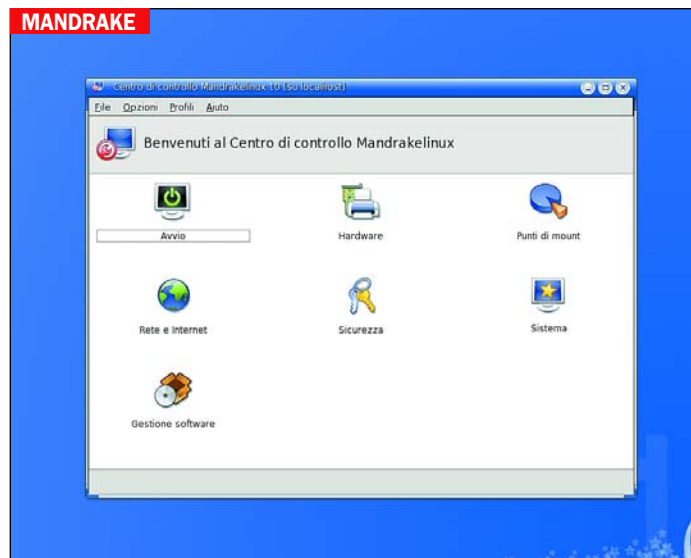 MANDRAKE
Centro di controllo Mandrakelinux 10 [su localhost]
File Opzioni Profili Aiuto
Benvenuti al Centro di controllo Mandrakelinux
Avvio Hardware Punti di mount
Rete e Internet Sicurezza Sistema
Gestione software